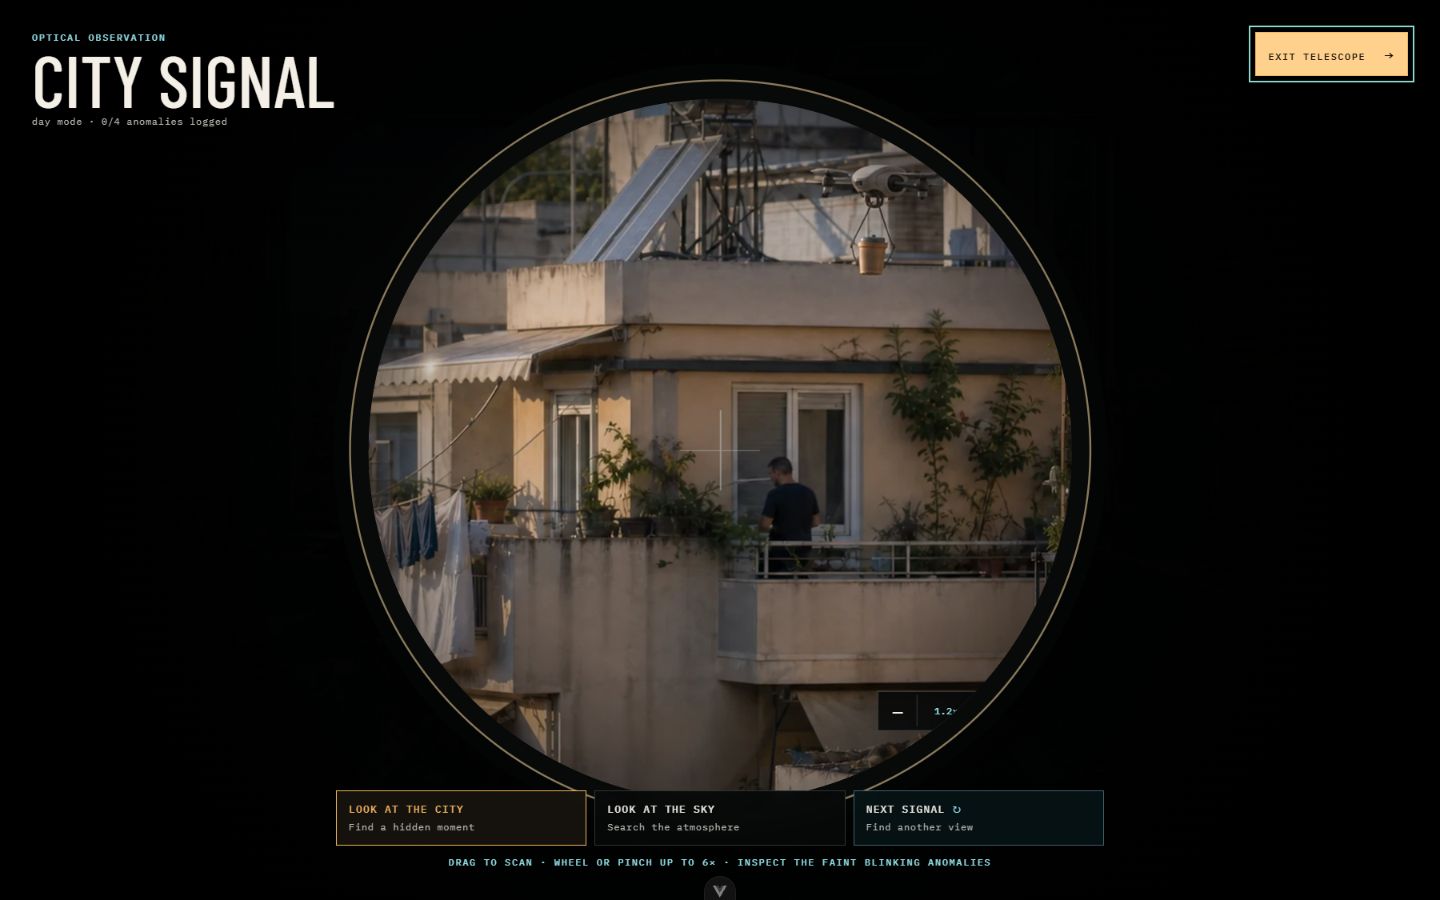 OPTICAL OBSERVATION
CITY SIGNAL
day mode · 0/4 anomalies logged
EXIT TELESCOPE →
— 1.2×
LOOK AT THE CITY
Find a hidden moment
LOOK AT THE SKY
Search the atmosphere
NEXT SIGNAL ↻
Find another view
DRAG TO SCAN · WHEEL OR PINCH UP TO 6× · INSPECT THE FAINT BLINKING ANOMALIES